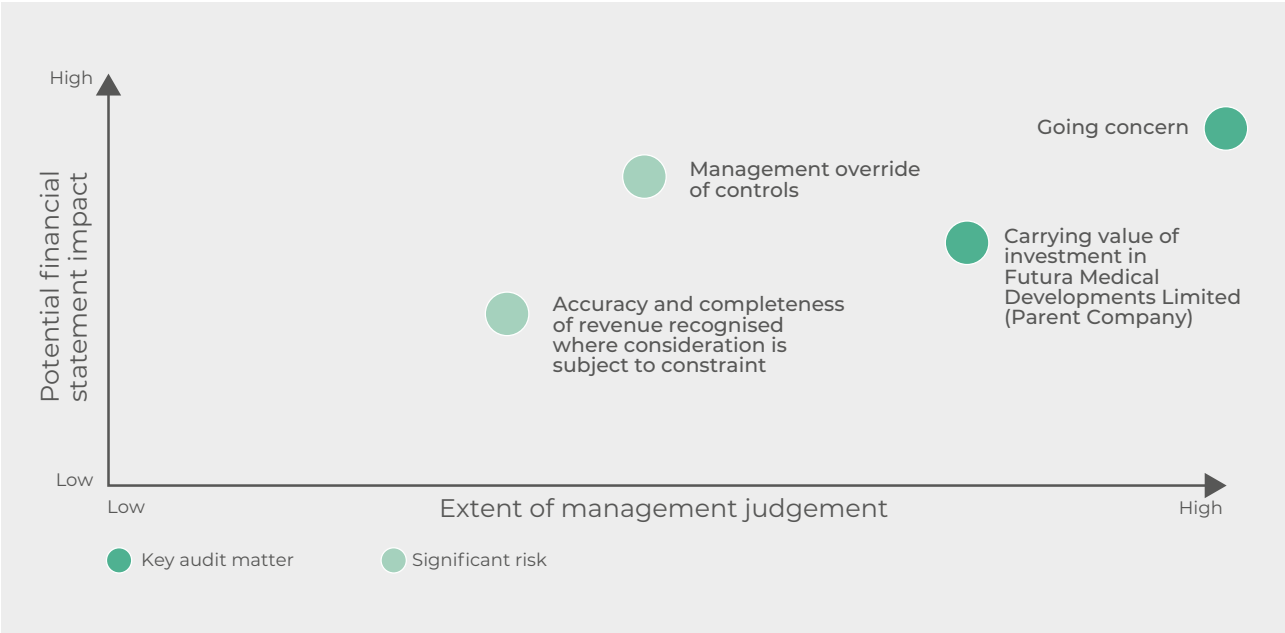 High
Going concern
Management override
of controls
Potential financial
statement impact
Carrying value of
investment in
Futura Medical
Developments Limited
(Parent Company)
Accuracy and completeness
of revenue recognised
where consideration is
subject to constraint
Low
Low
Extent of management judgement
High
Key audit matter
Significant risk